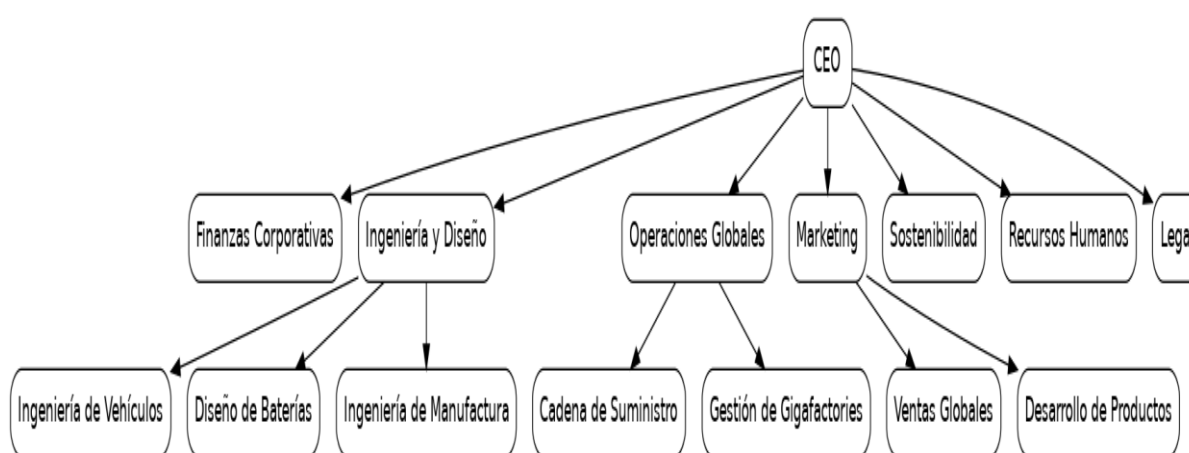 CEO
Finanzas Corporativas
Ingeniería y Diseño
Operaciones Globales
Marketing
Sostenibilidad
Recursos Humanos
Ingeniería de Vehículos
Diseño de Baterías
Ingeniería de Manufactura
Cadena de Suministro
Gestión de Gigafactories
Ventas Globales
Desarrollo de Productos